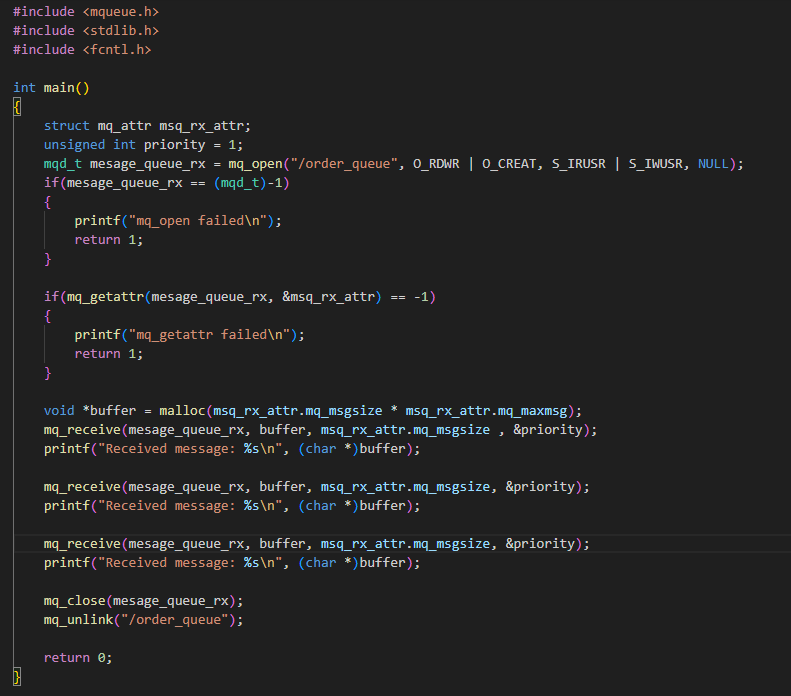 #include <mqueue.h>
#include <stdlib.h>
#include <fcntl.h>
int main()
{
struct mq_attr msq_rx_attr;
unsigned int priority = 1;
mqd_t mesage_queue_rx = mq_open("/order_queue", O_RDWR | O_CREAT, S_IRUSR | S_IWUSR, NULL);
if(mesage_queue_rx == (mqd_t)-1)
{
printf("mq_open failed\n");
return 1;
}
if(mq_getattr(mesage_queue_rx, &msq_rx_attr) == -1)
{
printf("mq_getattr failed\n");
return 1;
}
void *buffer = malloc(msq_rx_attr.mq_msgsize * msq_rx_attr.mq_maxmsg);
mq_receive(mesage_queue_rx, buffer, msq_rx_attr.mq_msgsize , &priority);
printf("Received message: %s\n", (char *)buffer);
mq_receive(mesage_queue_rx, buffer, msq_rx_attr.mq_msgsize, &priority);
printf("Received message: %s\n", (char *)buffer);
mq_receive(mesage_queue_rx, buffer, msq_rx_attr.mq_msgsize, &priority);
printf("Received message: %s\n", (char *)buffer);
mq_close(mesage_queue_rx);
mq_unlink("/order_queue");
return 0;
}